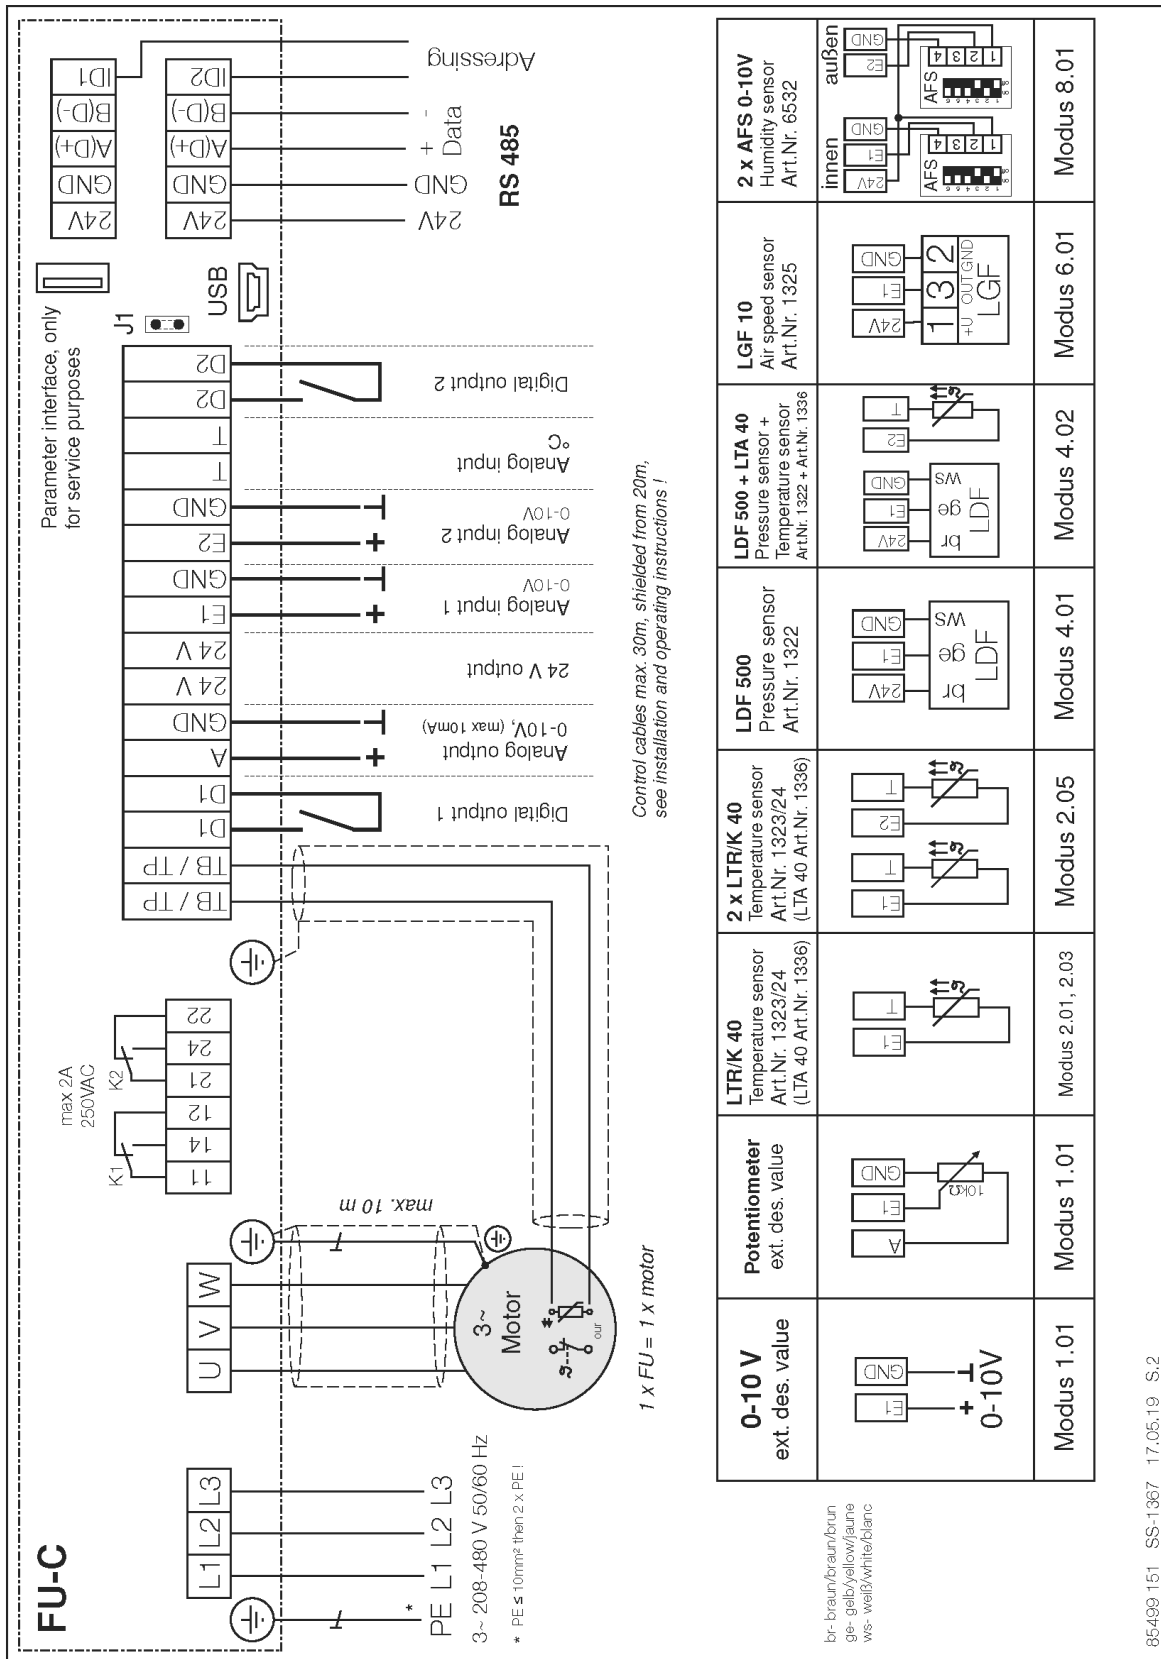 FU-C
L1 L2 L3
*
PE L1 L2 L3
3~ 208-480 V 50/60 Hz
* PE ≤ 10mm² then 2 x PE !
U V W
max. 10 m
3~
Motor
1 x FU = 1 x motor
max 2A
250VAC
K1
K2
11 14 12 21 24 22
TB / TP
TB / TP
D1
D1
A
GND
24 V
24 V
E1
GND
E2
GND
T
T
D2
D2
Digital output 1
Analog output
0-10V, (max 10mA)
24 V output
Analog input 1
0-10V
Analog input 2
0-10V
Analog input
°C
Digital output 2
+
+
+
Control cables max. 30m, shielded from 20m,
see installation and operating instructions !
Parameter interface, only
for service purposes
J1
USB
24V GND A(D+) B(D-) ID1
24V GND A(D+) B(D-) ID2
24V GND + - Adressing
Data
RS 485
0-10 V
ext. des. value
E1 GND
+
0-10V
Modus 1.01
Potentiometer
ext. des. value
A E1 GND
10kΩ
Modus 1.01
LTR/K 40
Temperature sensor
Art.Nr. 1323/24
(LTA 40 Art.Nr. 1336)
E1 T
Modus 2.01, 2.03
2 x LTR/K 40
Temperature sensor
Art.Nr. 1323/24
(LTA 40 Art.Nr. 1336)
E1 T E2 T
Modus 2.05
LDF 500
Pressure sensor
Art.Nr. 1322
24V E1 GND
br ge ws
LDF
Modus 4.01
LDF 500 + LTA 40
Pressure sensor +
Temperature sensor
Art.Nr. 1322 + Art.Nr. 1336
24V E1 GND E2 T
br ge ws
LDF
Modus 4.02
LGF 10
Air speed sensor
Art.Nr. 1325
24V E1 GND
1 3 2
+U OUT GND
LGF
Modus 6.01
2 x AFS 0-10V
Humidity sensor
Art.Nr. 6532
innen außen
24V E1 GND E2 GND
1 2 3 4
AFS
1 2 3 4
AFS
Modus 8.01
br- braun/braun/brun
ge- gelb/yellow/jaune
ws- weiß/white/blanc
85499 151 SS-1367 17.05.19 S.2